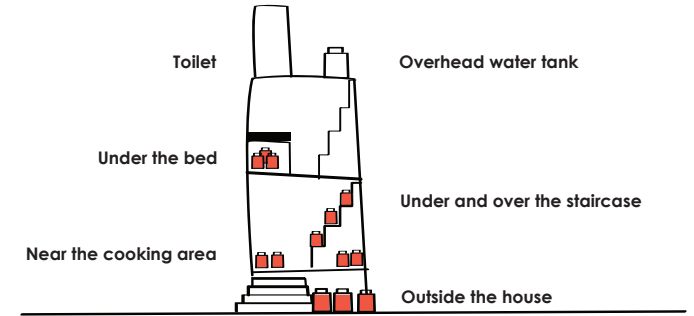 Toilet
Overhead water tank
Under the bed
Under and over the staircase
Near the cooking area
Outside the house